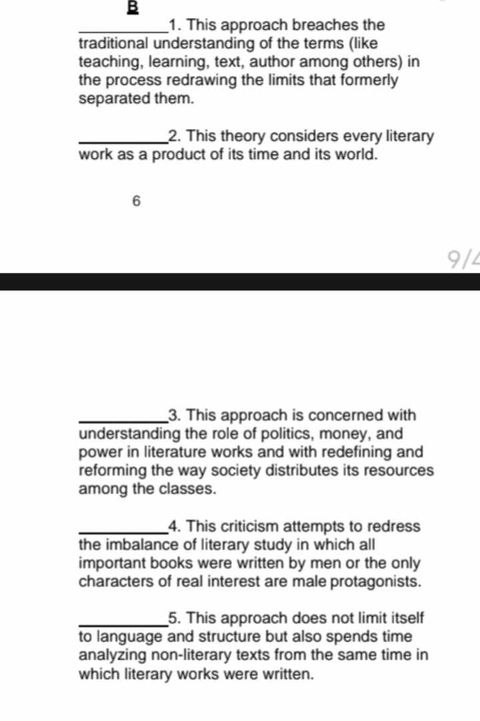 B
_________1. This approach breaches the
traditional understanding of the terms (like
teaching, learning, text, author among others) in
the process redrawing the limits that formerly
separated them.
_________2. This theory considers every literary
work as a product of its time and its world.
6
9/4
_________3. This approach is concerned with
understanding the role of politics, money, and
power in literature works and with redefining and
reforming the way society distributes its resources
among the classes.
_________4. This criticism attempts to redress
the imbalance of literary study in which all
important books were written by men or the only
characters of real interest are male protagonists.
_________5. This approach does not limit itself
to language and structure but also spends time
analyzing non-literary texts from the same time in
which literary works were written.